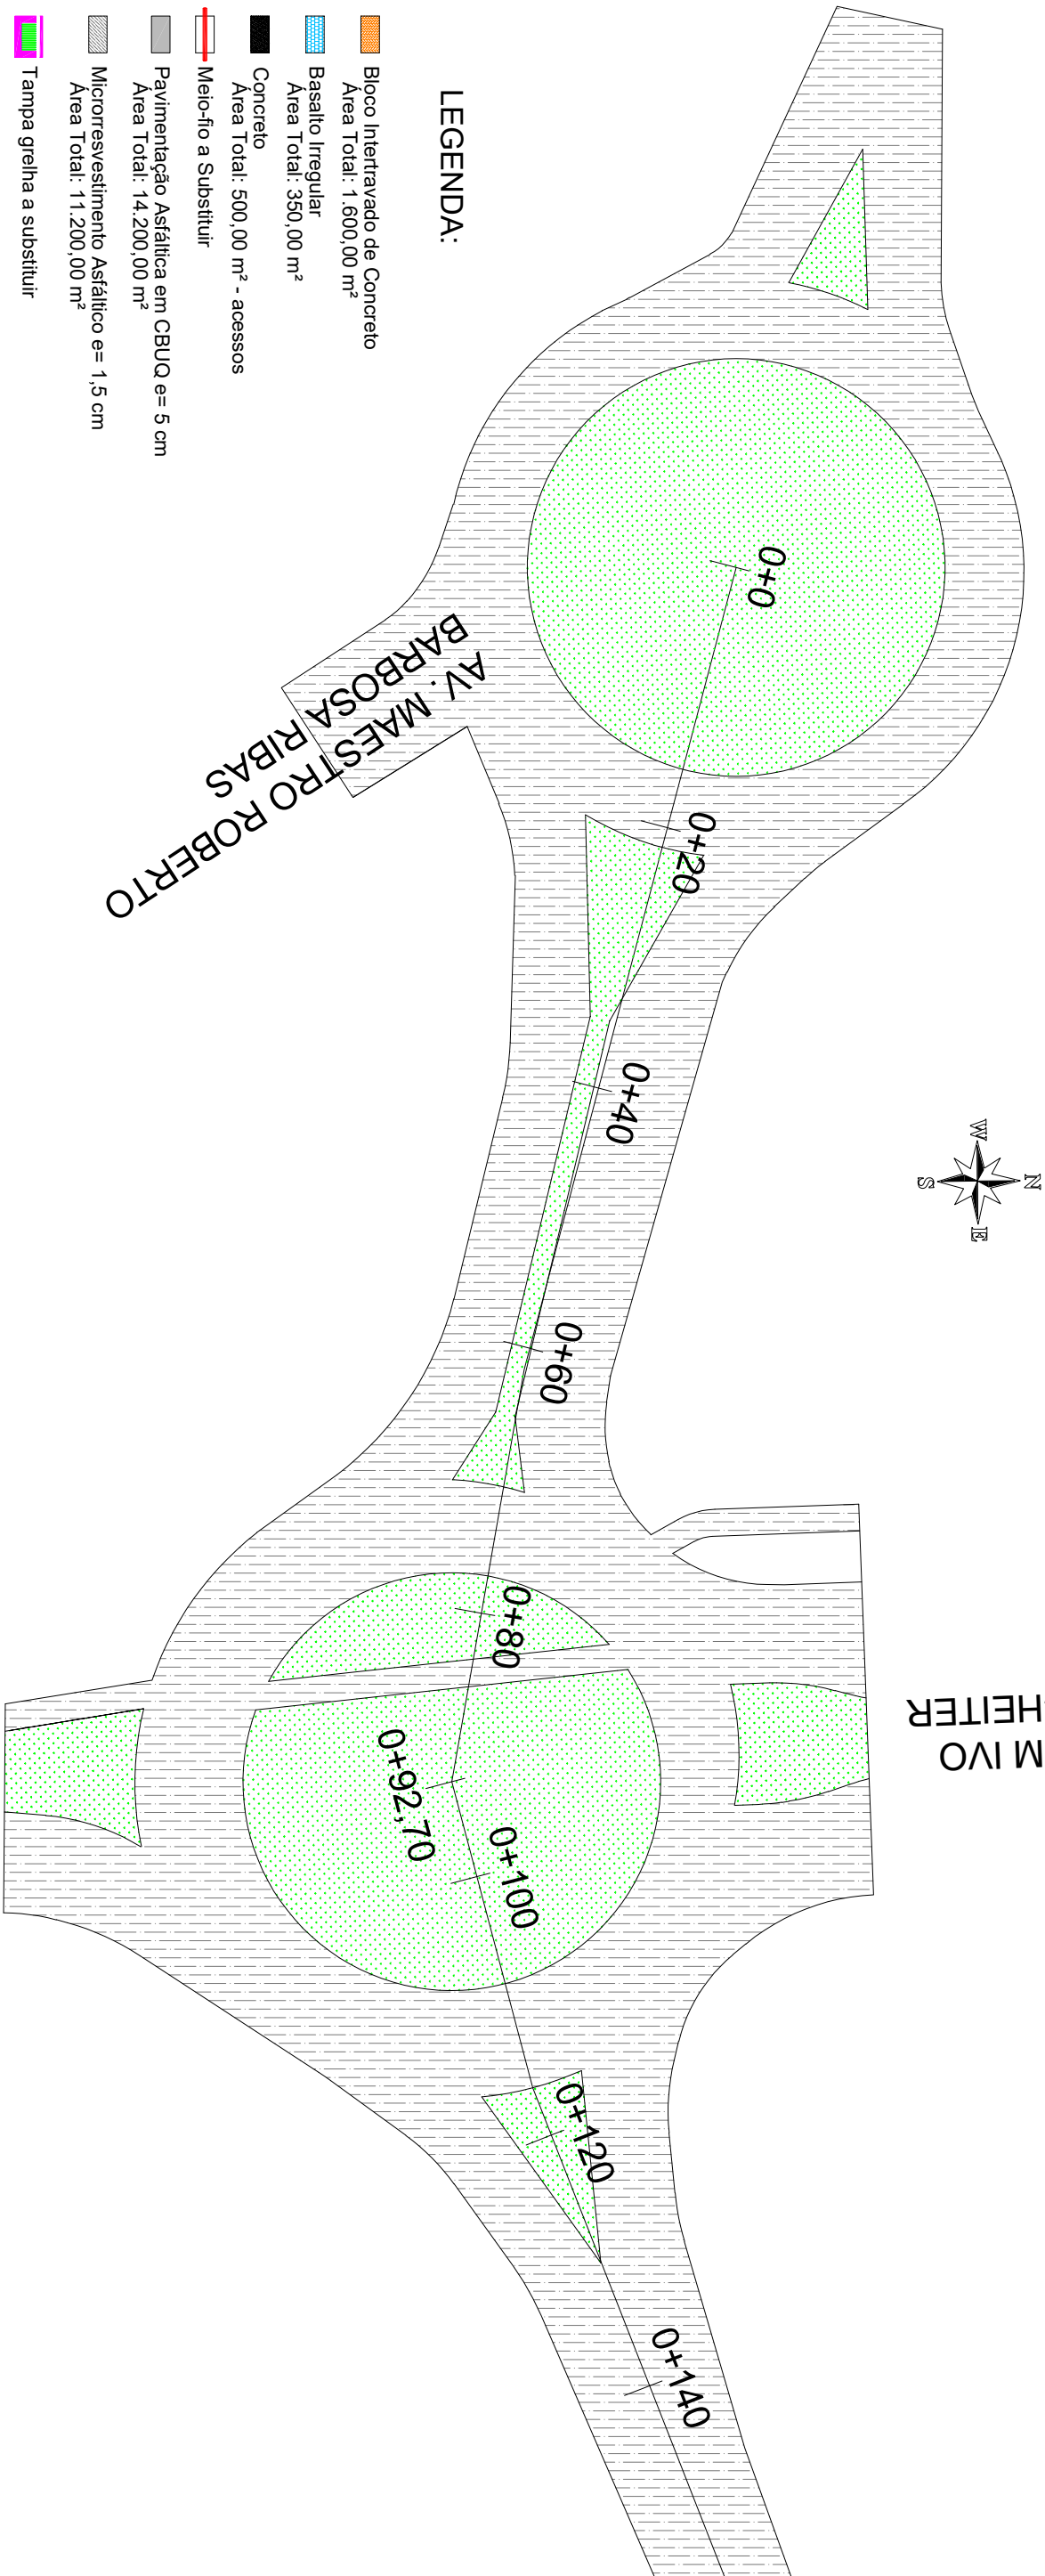 LEGENDA:
Bloco Intertravado de Concreto
Área Total: 1.600,00 m²
Basalto Irregular
Área Total: 350,00 m²
Concreto
Área Total: 500,00 m² - acessos
Meio-fio a Substituir
Pavimentação Asfáltica em CBUQ e= 5 cm
Área Total: 14.200,00 m²
Microrresvestimento Asfáltico e= 1,5 cm
Área Total: 11.200,00 m²
Tampa grelha a substituir
AV. MAESTRO ROBERTO
BARBOSA RIBAS
0+0
0+20
0+40
0+60
0+80
0+92,70
0+100
0+120
0+140
N
W
E
S
M IVO
HEITER